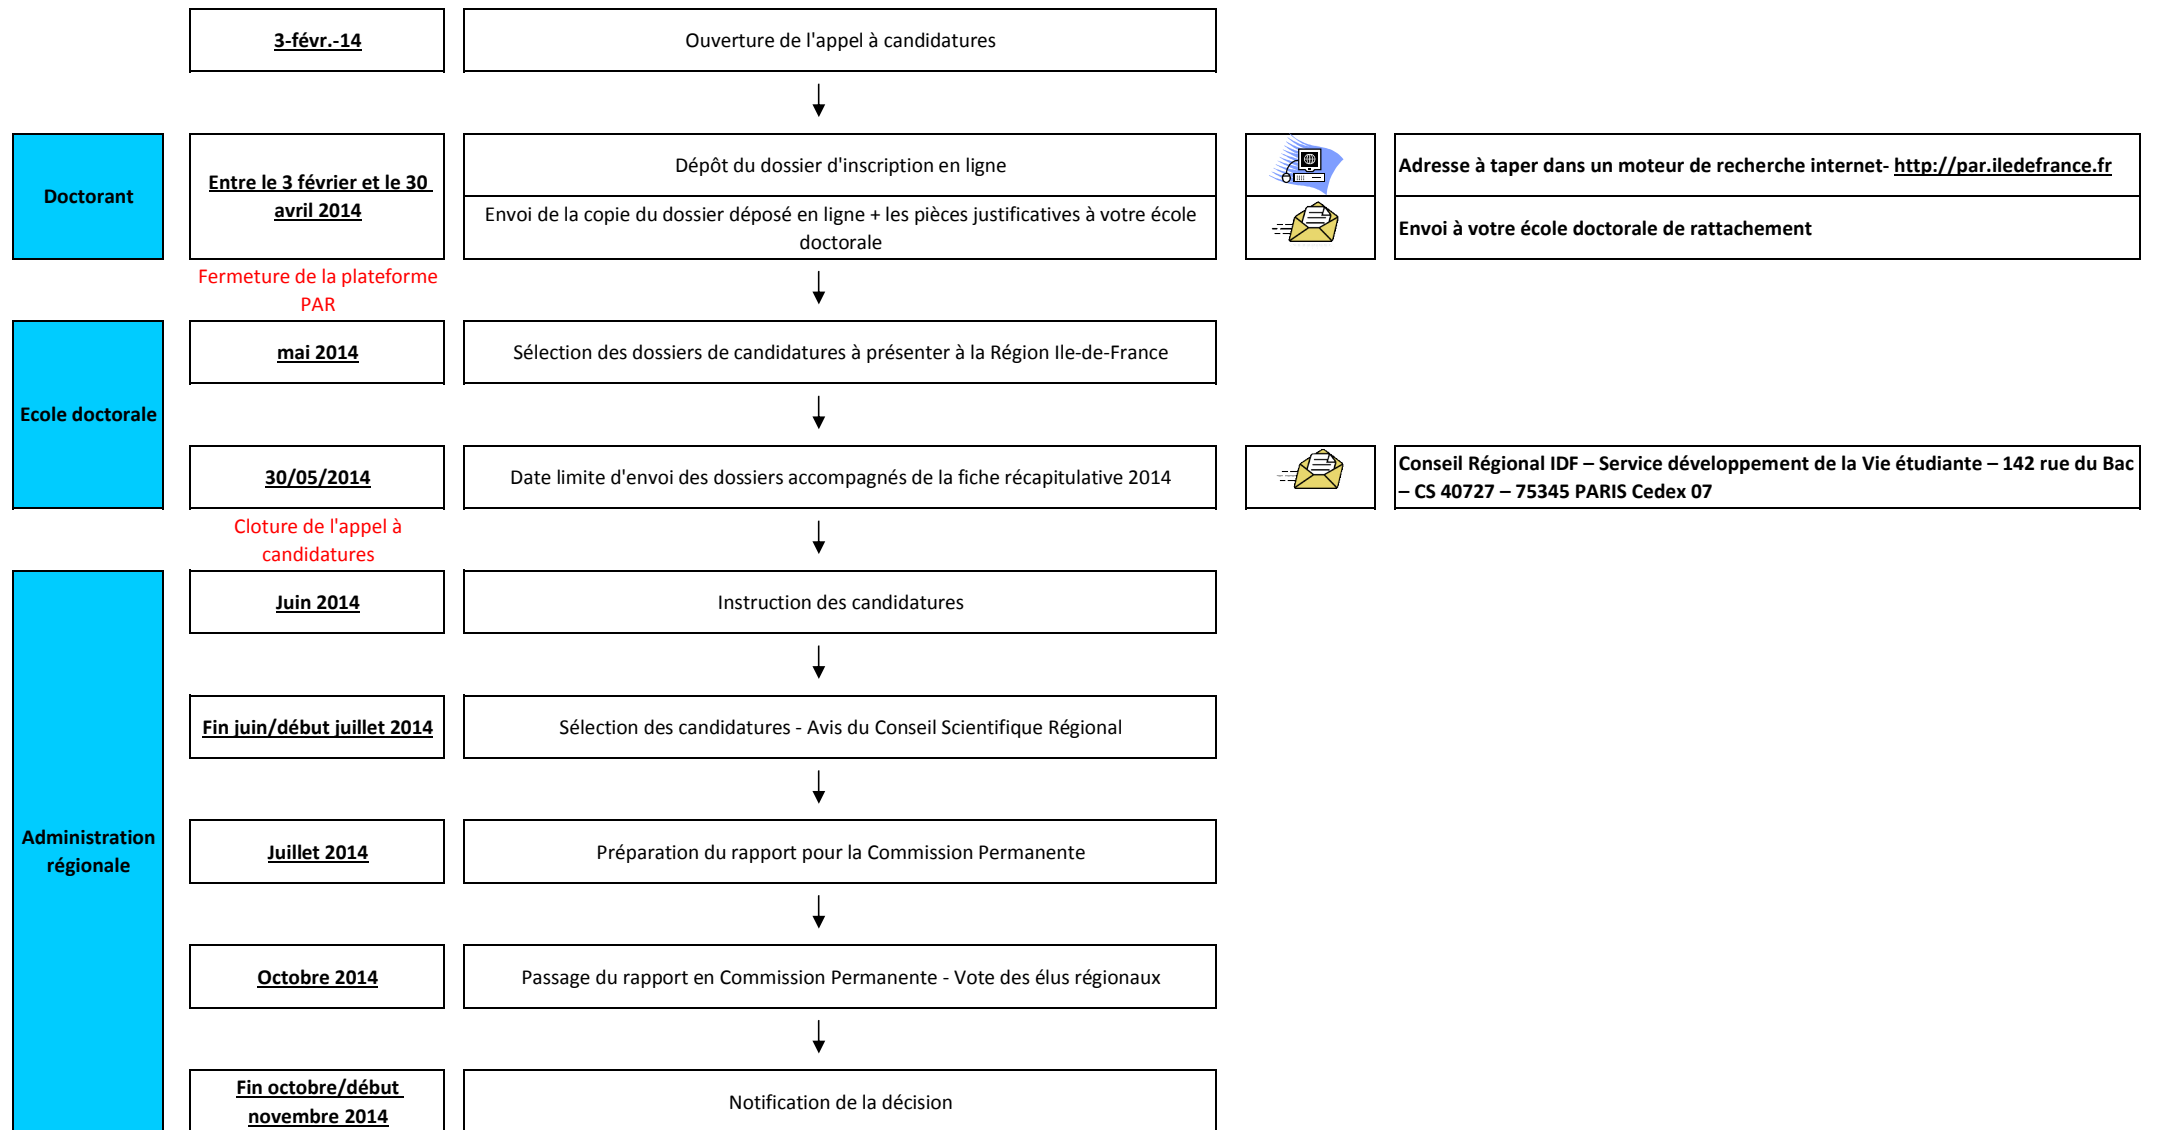 3-févr.-14
Ouverture de l'appel à candidatures
Doctorant
Entre le 3 février et le 30
avril 2014
Dépôt du dossier d'inscription en ligne
Adresse à taper dans un moteur de recherche internet- http://par.iledefrance.fr
Envoi de la copie du dossier déposé en ligne + les pièces justificatives à votre école
doctorale
Envoi à votre école doctorale de rattachement
Fermeture de la plateforme
PAR
Ecole doctorale
mai 2014
Sélection des dossiers de candidatures à présenter à la Région Ile-de-France
30/05/2014
Date limite d'envoi des dossiers accompagnés de la fiche récapitulative 2014
Conseil Régional IDF – Service développement de la Vie étudiante – 142 rue du Bac
– CS 40727 – 75345 PARIS Cedex 07
Cloture de l'appel à
candidatures
Administration
régionale
Juin 2014
Instruction des candidatures
Fin juin/début juillet 2014
Sélection des candidatures - Avis du Conseil Scientifique Régional
Juillet 2014
Préparation du rapport pour la Commission Permanente
Octobre 2014
Passage du rapport en Commission Permanente - Vote des élus régionaux
Fin octobre/début
novembre 2014
Notification de la décision